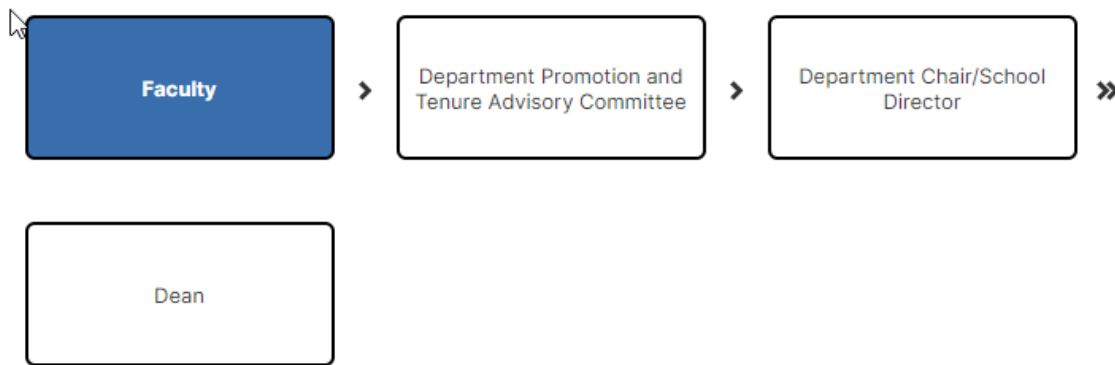 Faculty
Department Promotion and
Tenure Advisory Committee
Department Chair/School
Director
Dean